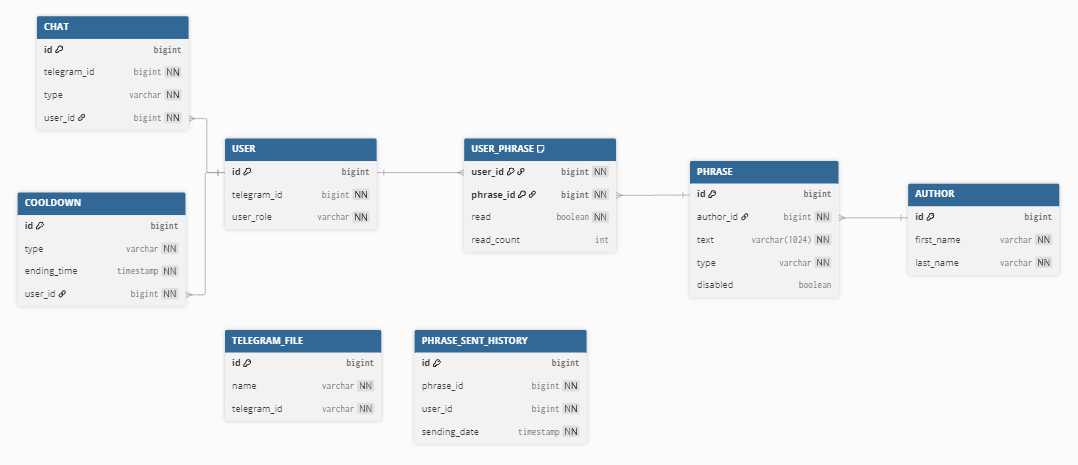 CHAT
id bigint
telegram_id bigint NN
type varchar NN
user_id bigint NN
COOLDOWN
id bigint
type varchar NN
ending_time timestamp NN
user_id bigint NN
USER
id bigint
telegram_id bigint NN
user_role varchar NN
USER_PHRASE
user_id bigint NN
phrase_id bigint NN
read boolean NN
read_count int
PHRASE
id bigint
author_id bigint NN
text varchar(1024) NN
type varchar NN
disabled boolean
AUTHOR
id bigint
first_name varchar NN
last_name varchar NN
TELEGRAM_FILE
id bigint
name varchar NN
telegram_id varchar NN
PHRASE_SENT_HISTORY
id bigint
phrase_id bigint NN
user_id bigint NN
sending_date timestamp NN